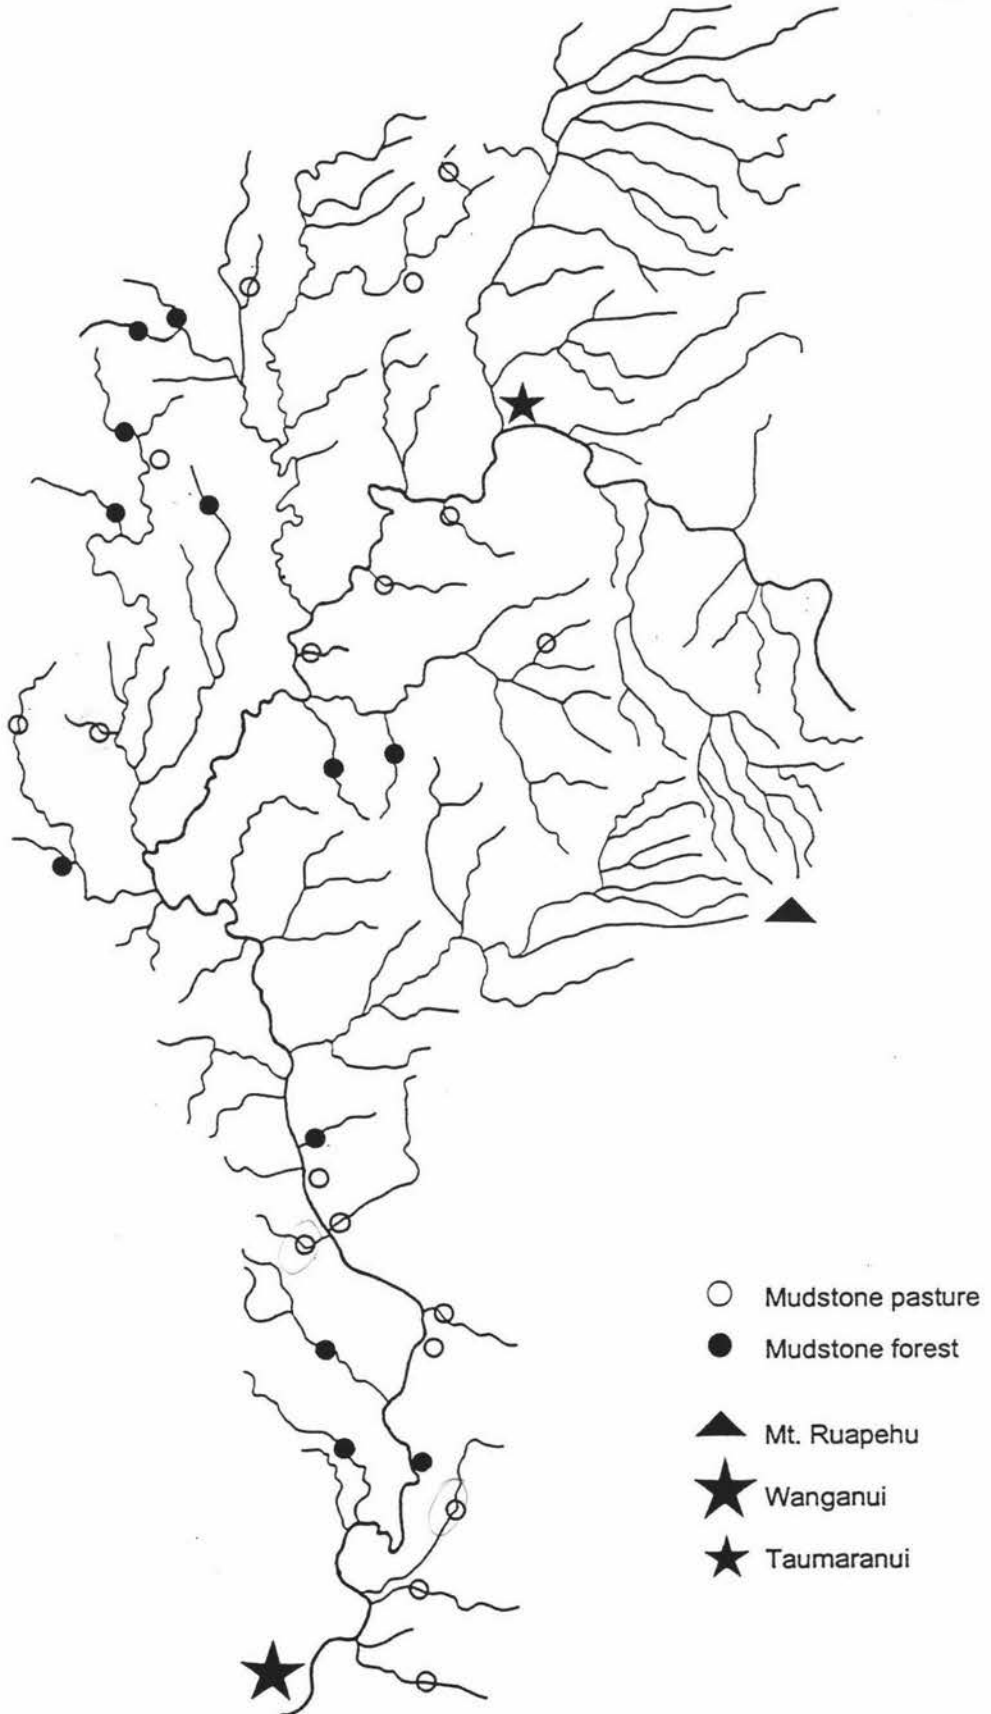 Mudstone pasture
Mudstone forest
Mt. Ruapehu
Wanganui
Taumaranui